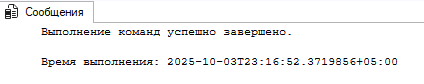 Сообщения
Выполнение команд успешно завершено.
Время выполнения: 2025-10-03T23:16:52.3719856+05:00